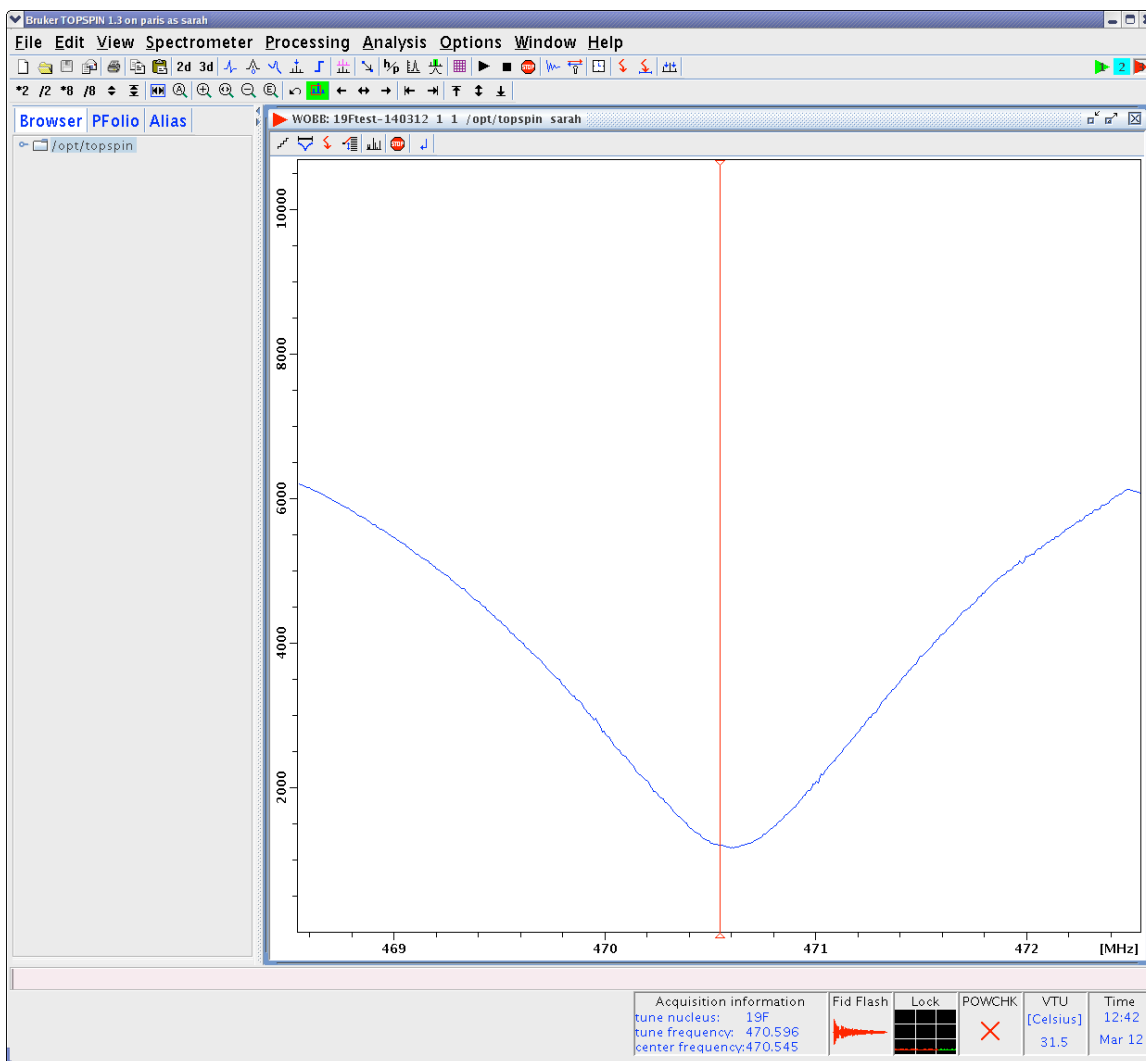 Bruker TOPSPIN 1.3 on paris as sarah
File Edit View Spectrometer Processing Analysis Options Window Help
2d 3d h/p 1 2
*2 /2 *8 /8
Browser PFolio Alias
WOBB: 19Ftest-140312 1 1 /opt/topspin sarah
/opt/topspin
STOP
10000
8000
6000
4000
2000
469 470 471 472 [MHz]
Acquisition information
tune nucleus: 19F
tune frequency: 470.596
center frequency:470.545
Fid Flash
Lock
POWCHK
VTU
[Celsius]
31.5
Time
12:42
Mar 12